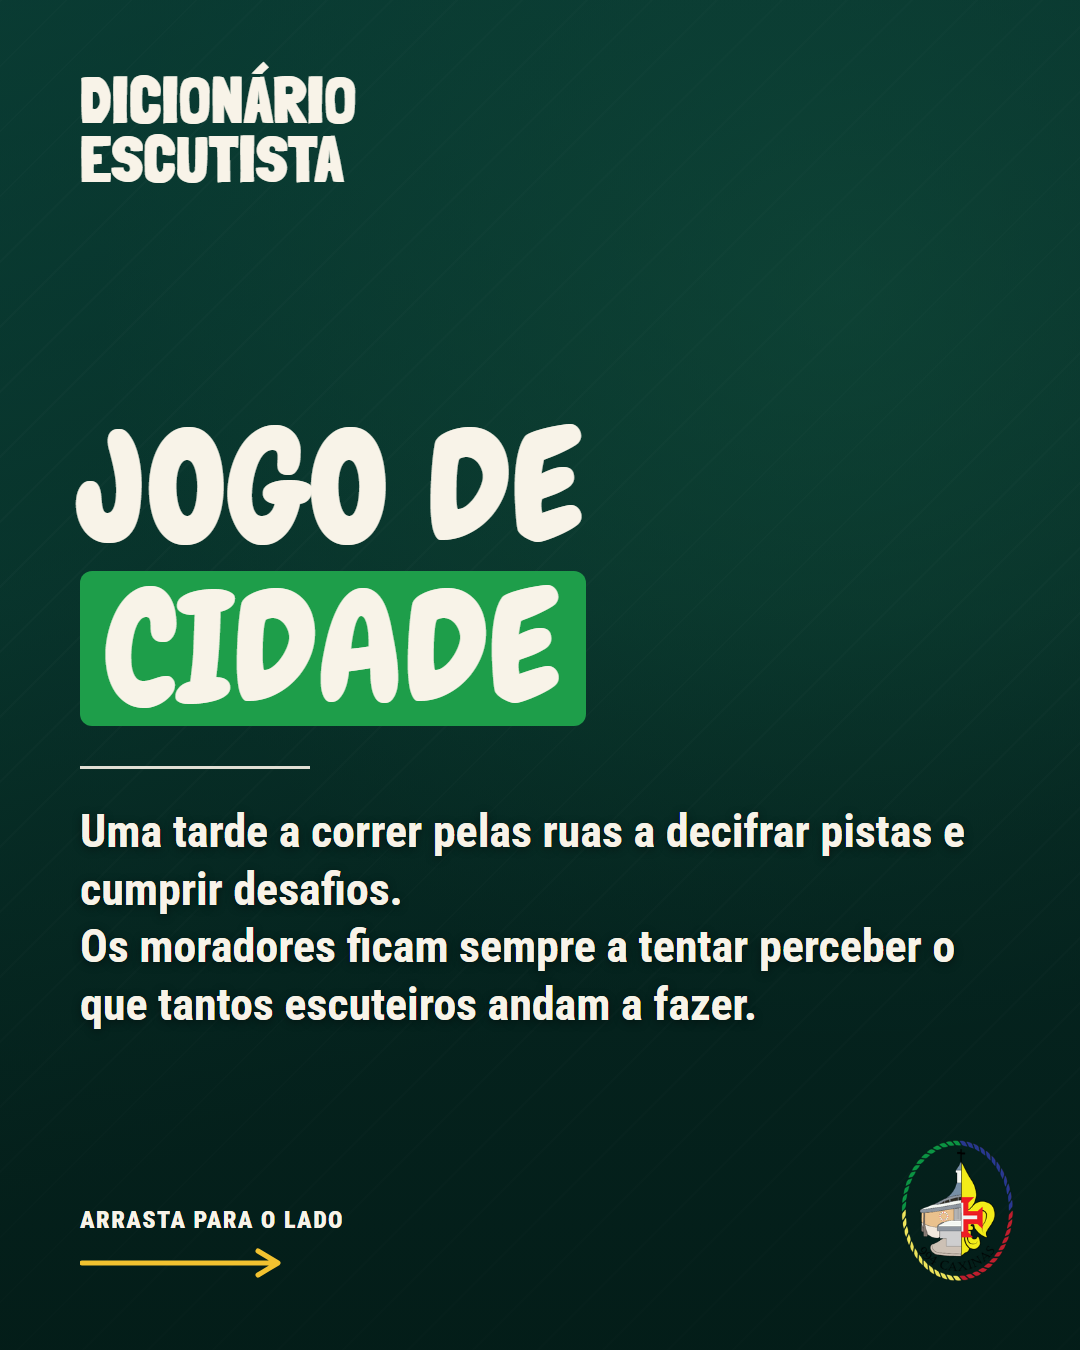 DICIONÁRIO
ESCUTISTA
JOGO DE
CIDADE
Uma tarde a correr pelas ruas a decifrar pistas e
cumprir desafios.
Os moradores ficam sempre a tentar perceber o
que tantos escuteiros andam a fazer.
ARRASTA PARA O LADO
CAXINAS